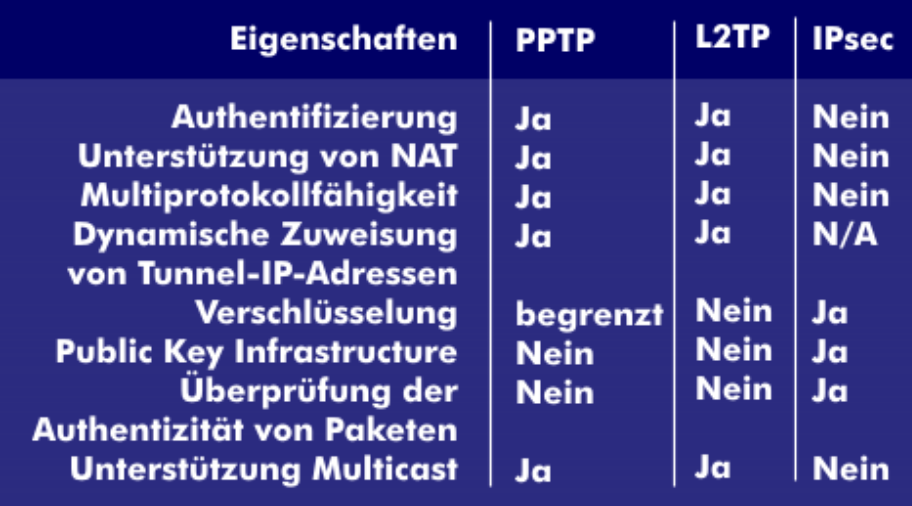 Eigenschaften PPTP L2TP IPsec
Authentifizierung Ja Ja Nein
Unterstützung von NAT Ja Ja Nein
Multiprotokollfähigkeit Ja Ja Nein
Dynamische Zuweisung Ja Ja N/A
von Tunnel-IP-Adressen
Verschlüsselung begrenzt Nein Ja
Public Key Infrastructure Nein Nein Ja
Überprüfung der Nein Nein Ja
Authentizität von Paketen
Unterstützung Multicast Ja Ja Nein